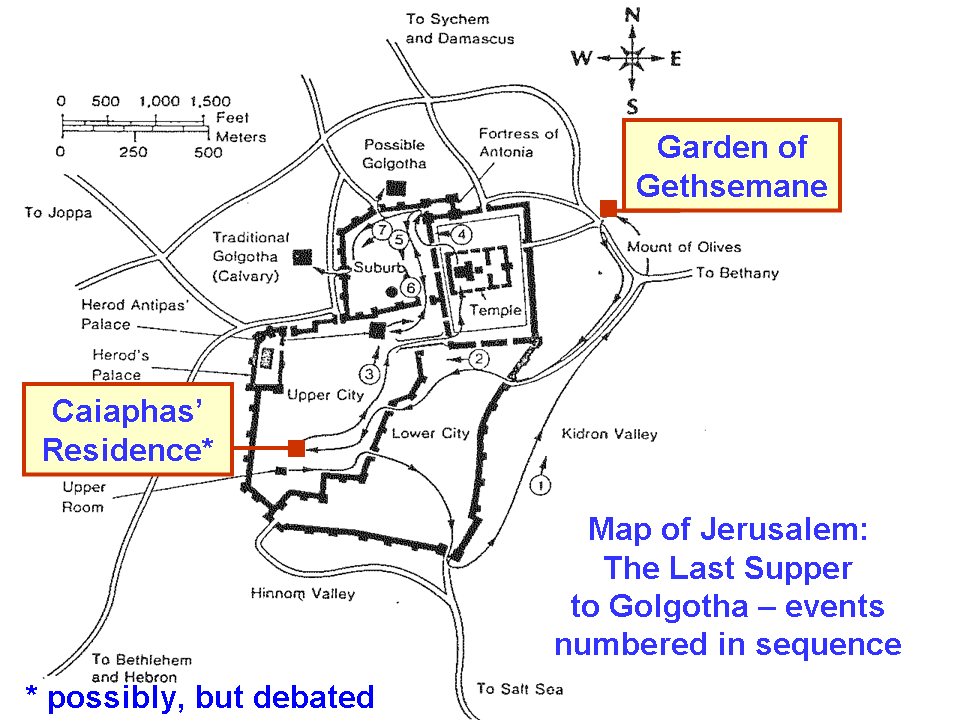 To Sychem
and Damascus
N
W
E
S
0 500 1,000 1,500
Feet
Meters
0 250 500
Possible
Golgotha
Fortress of
Antonia
Garden of
Gethsemane
To Joppa
Traditional
Golgotha
(Calvary)
7
5
4
Suburb
6
Mount of Olives
To Bethany
Temple
Herod Antipas'
Palace
Herod's
Palace
2
3
Upper City
Caiaphas’
Residence*
Lower City
Kidron Valley
1
Upper
Room
Map of Jerusalem:
The Last Supper
to Golgotha – events
numbered in sequence
Hinnom Valley
To Bethlehem
and Hebron
To Salt Sea
* possibly, but debated